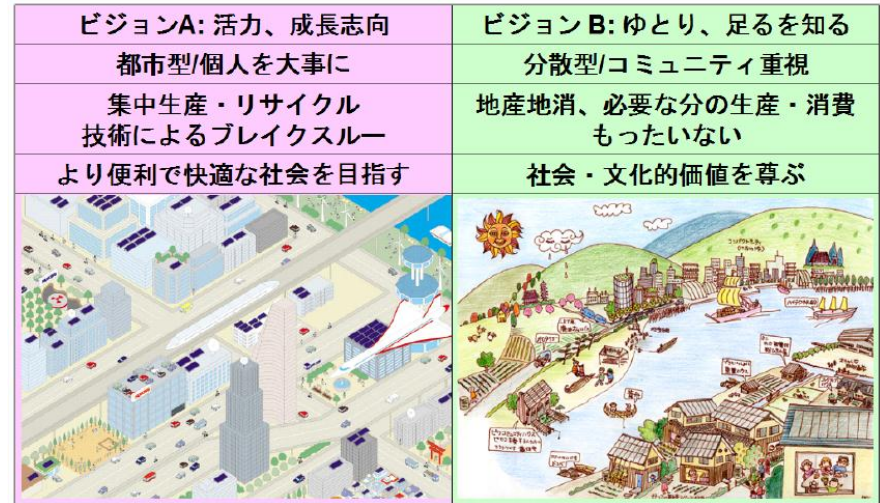 ビジョンA: 活力、成長志向
ビジョン B: ゆとり、足るを知る
都市型/個人を大事に
分散型/コミュニティ重視
集中生産・リサイクル
技術によるブレイクスルー
地産地消、必要な分の生産・消費
もったいない
より便利で快適な社会を目指す
社会・文化的価値を尊ぶ